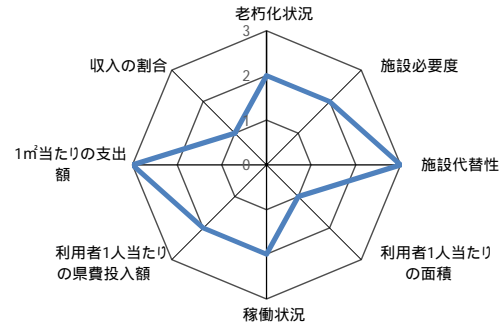 老朽化状況
3
収入の割合
施設必要度
2
1
1㎡当たりの支出
額
0
施設代替性
利用者1人当たり
の県費投入額
利用者1人当たり
の面積
稼働状況